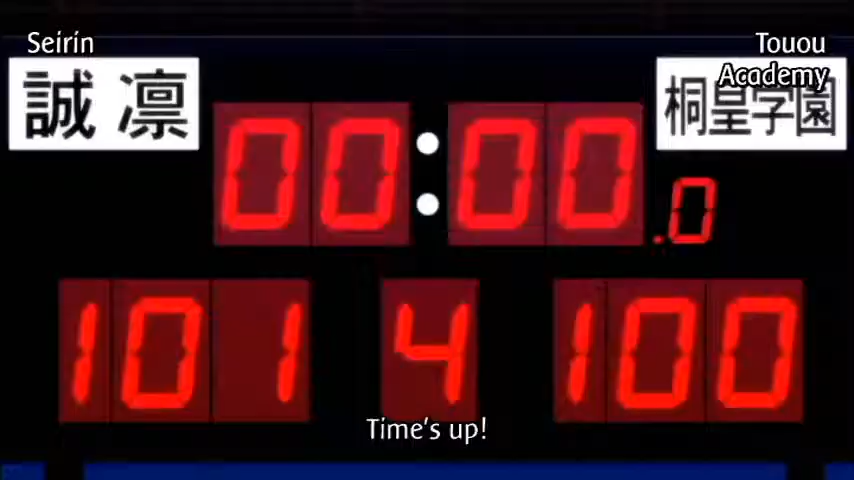 Seirin
Touou
Academy
誠凛
桐皇学園
00:00.0
101
4
100
Time's up!